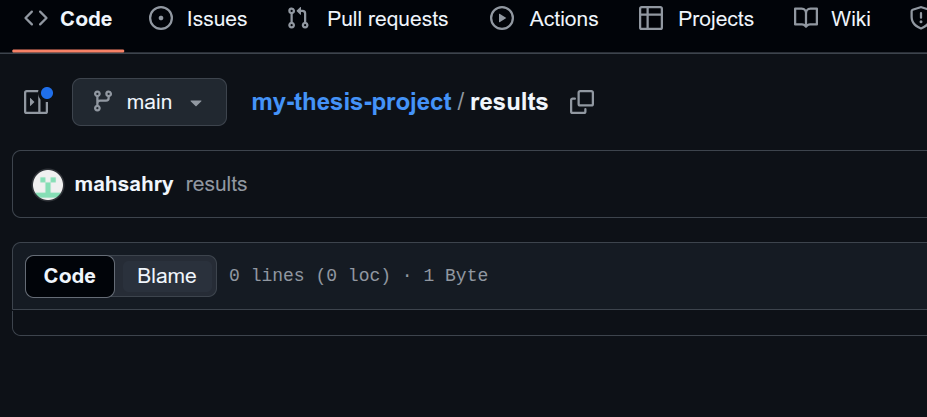 Code Issues Pull requests Actions Projects Wiki
main my-thesis-project / results
mahsahry results
Code Blame 0 lines (0 loc) · 1 Byte